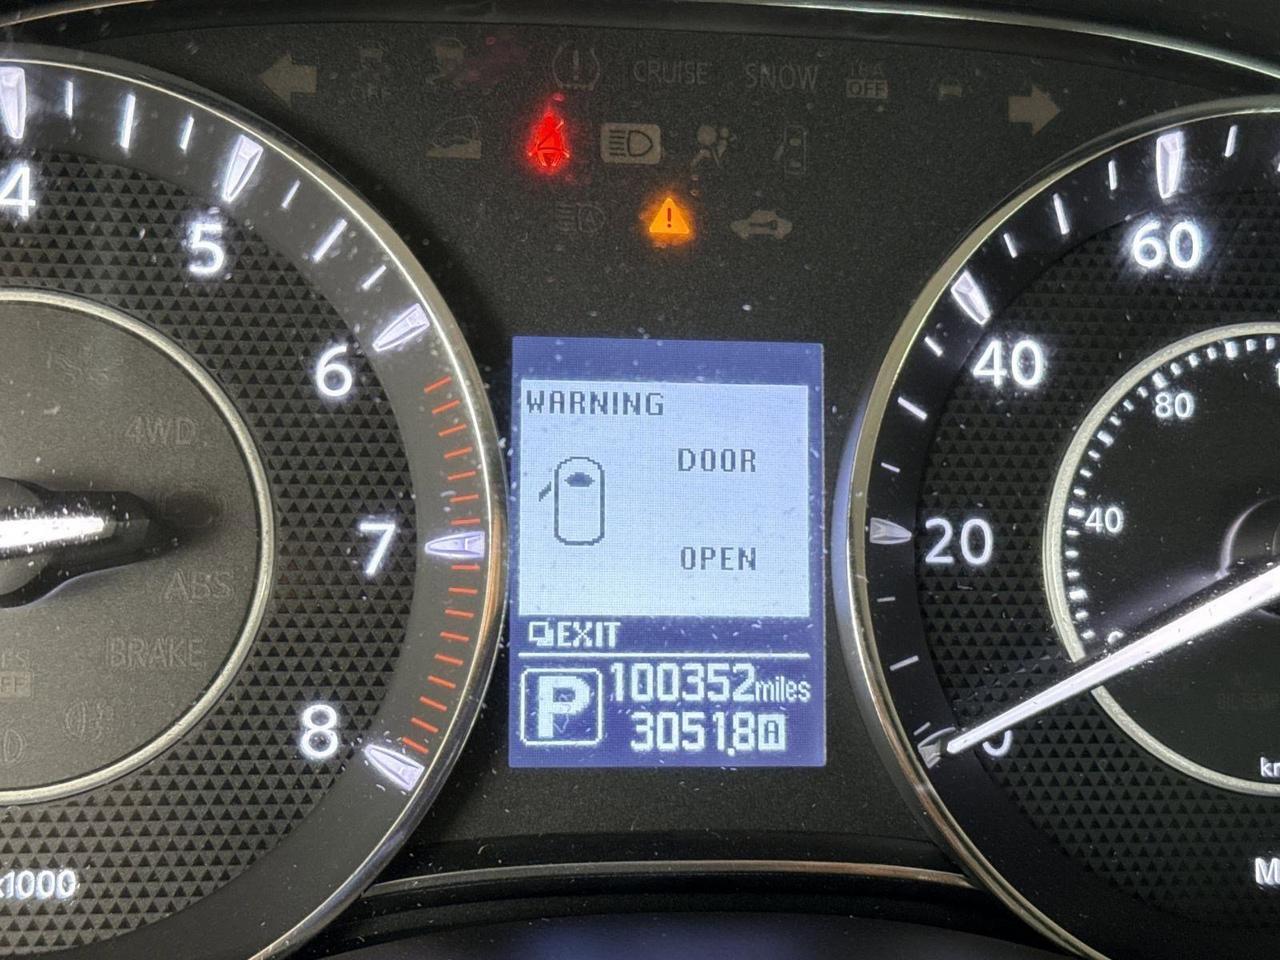 CRUISE
SNOW
OFF
4
5
6
7
8
x1000
4WD
ABS
BRAKE
WARNING
DOOR
OPEN
EXIT
P
100352miles
3051.8A
60
40
20
0
80
40